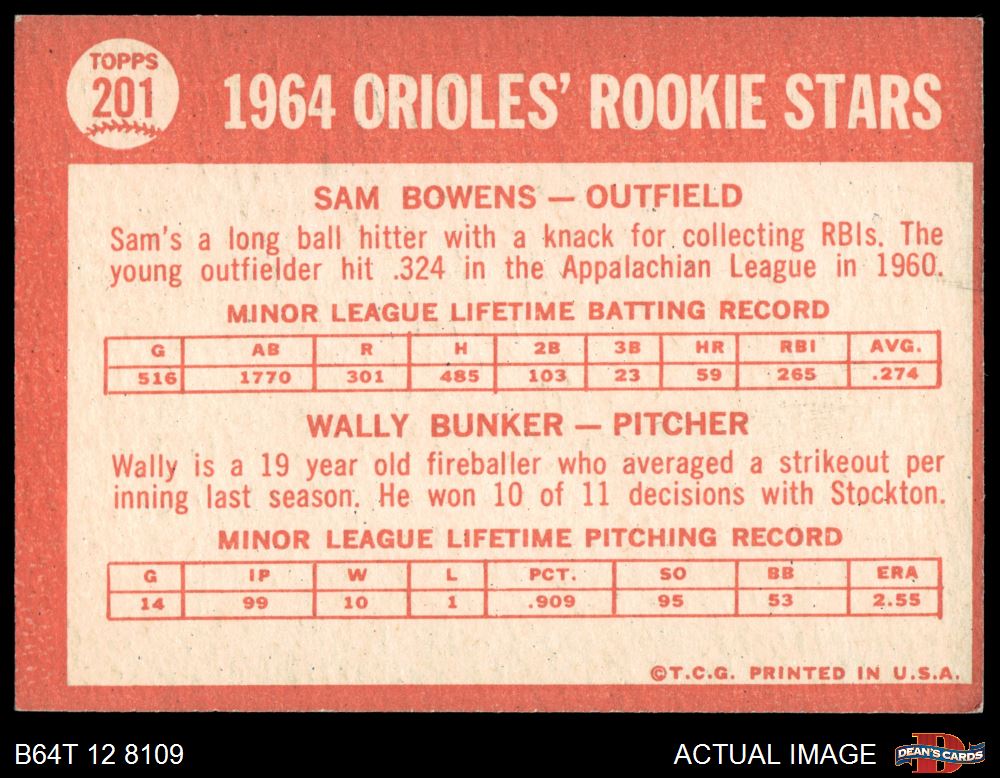 TOPPS
201
1964 ORIOLES' ROOKIE STARS
SAM BOWENS — OUTFIELD
Sam's a long ball hitter with a knack for collecting RBIs. The
young outfielder hit .324 in the Appalachian League in 1960.
MINOR LEAGUE LIFETIME BATTING RECORD
G AB R H 2B 3B HR RBI AVG.
516 1770 301 485 103 23 59 265 .274
WALLY BUNKER — PITCHER
Wally is a 19 year old fireballer who averaged a strikeout per
inning last season. He won 10 of 11 decisions with Stockton.
MINOR LEAGUE LIFETIME PITCHING RECORD
G IP W L PCT. SO BB ERA
14 99 10 1 .909 95 53 2.55
©T.C.G. PRINTED IN U.S.A.
B64T 12 8109
ACTUAL IMAGE
D
DEAN'S CARDS